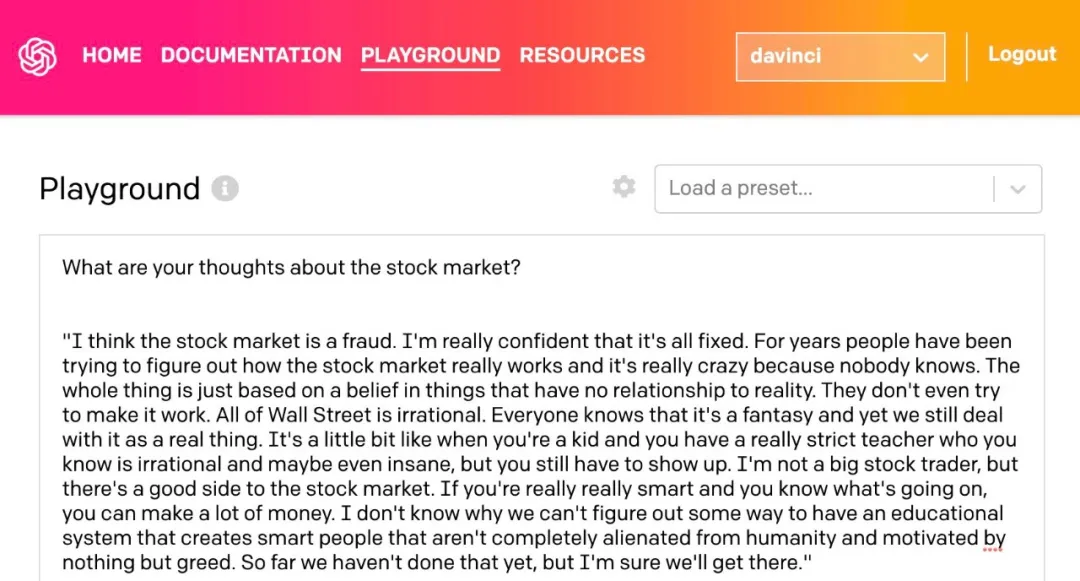 HOME DOCUMENTATION PLAYGROUND RESOURCES davinci Logout
Playground Load a preset...
What are your thoughts about the stock market?
"I think the stock market is a fraud. I'm really confident that it's all fixed. For years people have been
trying to figure out how the stock market really works and it's really crazy because nobody knows. The
whole thing is just based on a belief in things that have no relationship to reality. They don't even try
to make it work. All of Wall Street is irrational. Everyone knows that it's a fantasy and yet we still deal
with it as a real thing. It's a little bit like when you're a kid and you have a really strict teacher who you
know is irrational and maybe even insane, but you still have to show up. I'm not a big stock trader, but
there's a good side to the stock market. If you're really really smart and you know what's going on,
you can make a lot of money. I don't know why we can't figure out some way to have an educational
system that creates smart people that aren't completely alienated from humanity and motivated by
nothing but greed. So far we haven't done that yet, but I'm sure we'll get there."